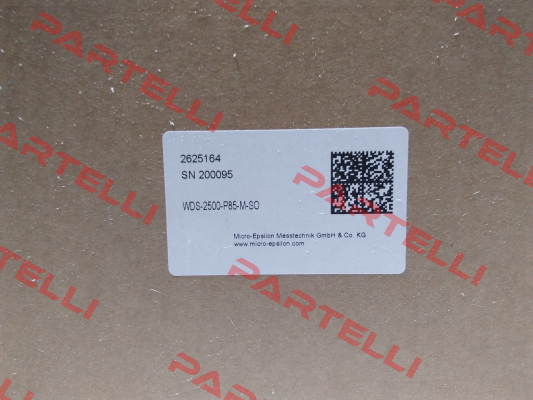 PARTELLI
PARTELLI
PARTELLI
2625164
SN 200095
WDS-2500-P85-M-SO
Micro-Epsilon Messtechnik GmbH & Co. KG
www.micro-epsilon.com
PARTELLI
PARTELLI
PARTELLI